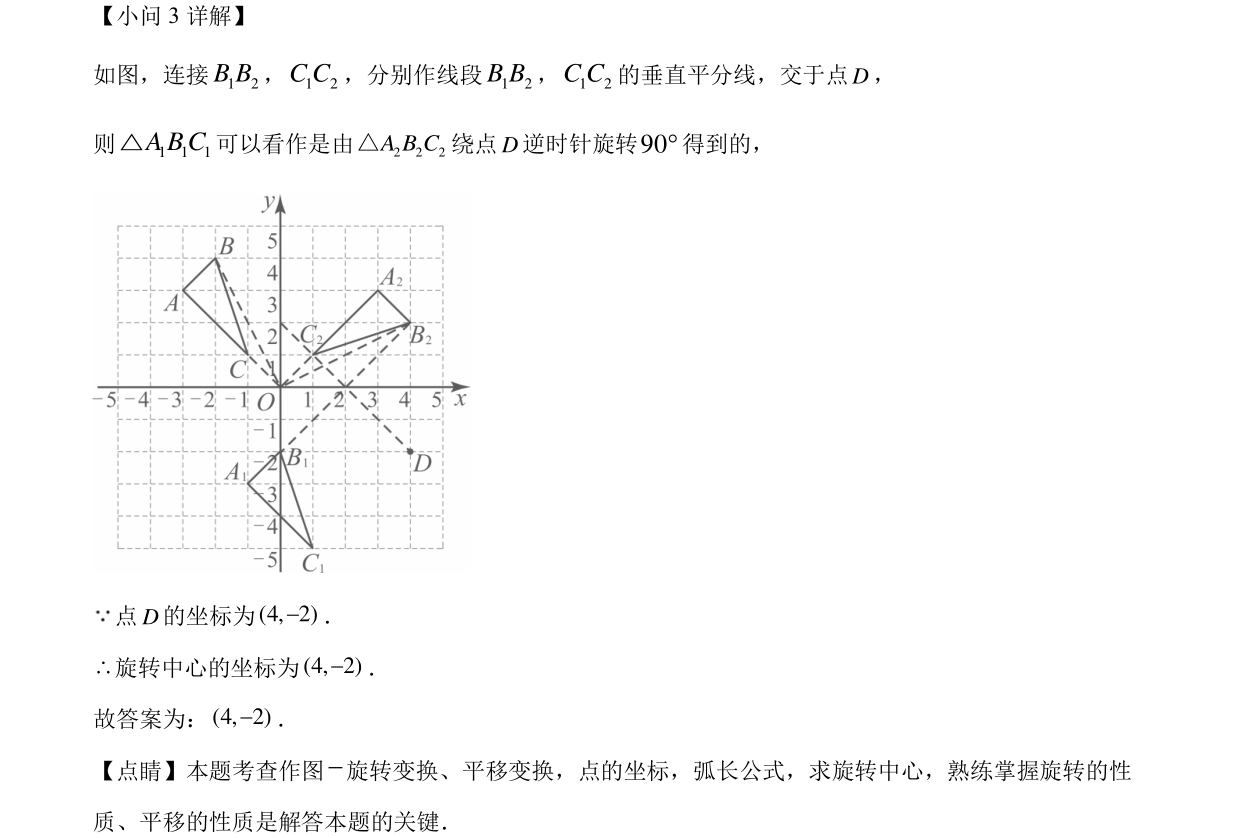 【小问 3 详解】
如图，连接 B₁B₂，C₁C₂，分别作线段 B₁B₂，C₁C₂ 的垂直平分线，交于点 D，
则 △A₁B₁C₁ 可以看作是由 △A₂B₂C₂ 绕点 D 逆时针旋转 90° 得到的，
y
B 5
4 A₂
A 3
2 C₂ B₂
C 1
-5 -4 -3 -2 -1 O 1 2 3 4 5 x
-1
A₁ -2 B₁ D
-3
-4
-5 C₁
∵点 D 的坐标为 (4,−2)．
∴旋转中心的坐标为 (4,−2)．
故答案为：(4,−2)．
【点睛】本题考查作图－旋转变换、平移变换，点的坐标，弧长公式，求旋转中心，熟练掌握旋转的性
质、平移的性质是解答本题的关键．